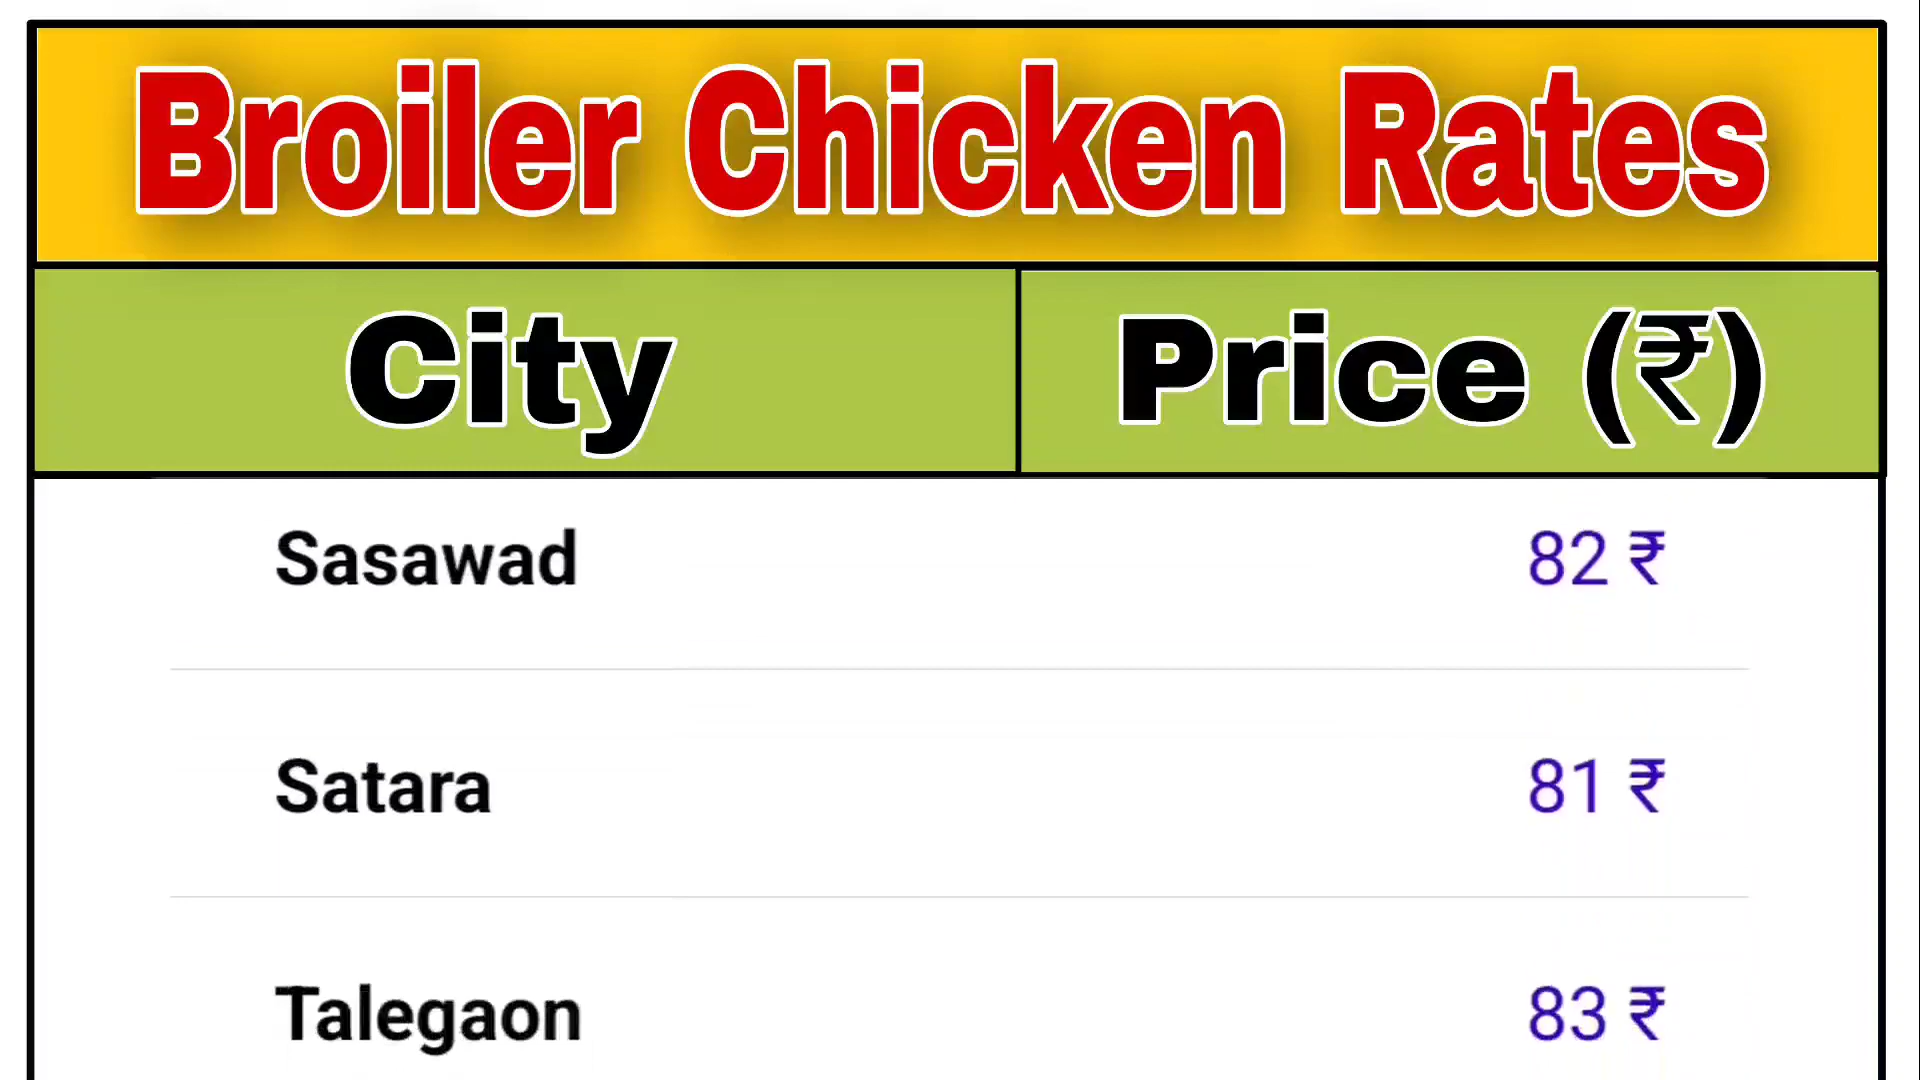 Broiler Chicken Rates
City Price (₹)
Sasawad 82 ₹
Satara 81 ₹
Talegaon 83 ₹